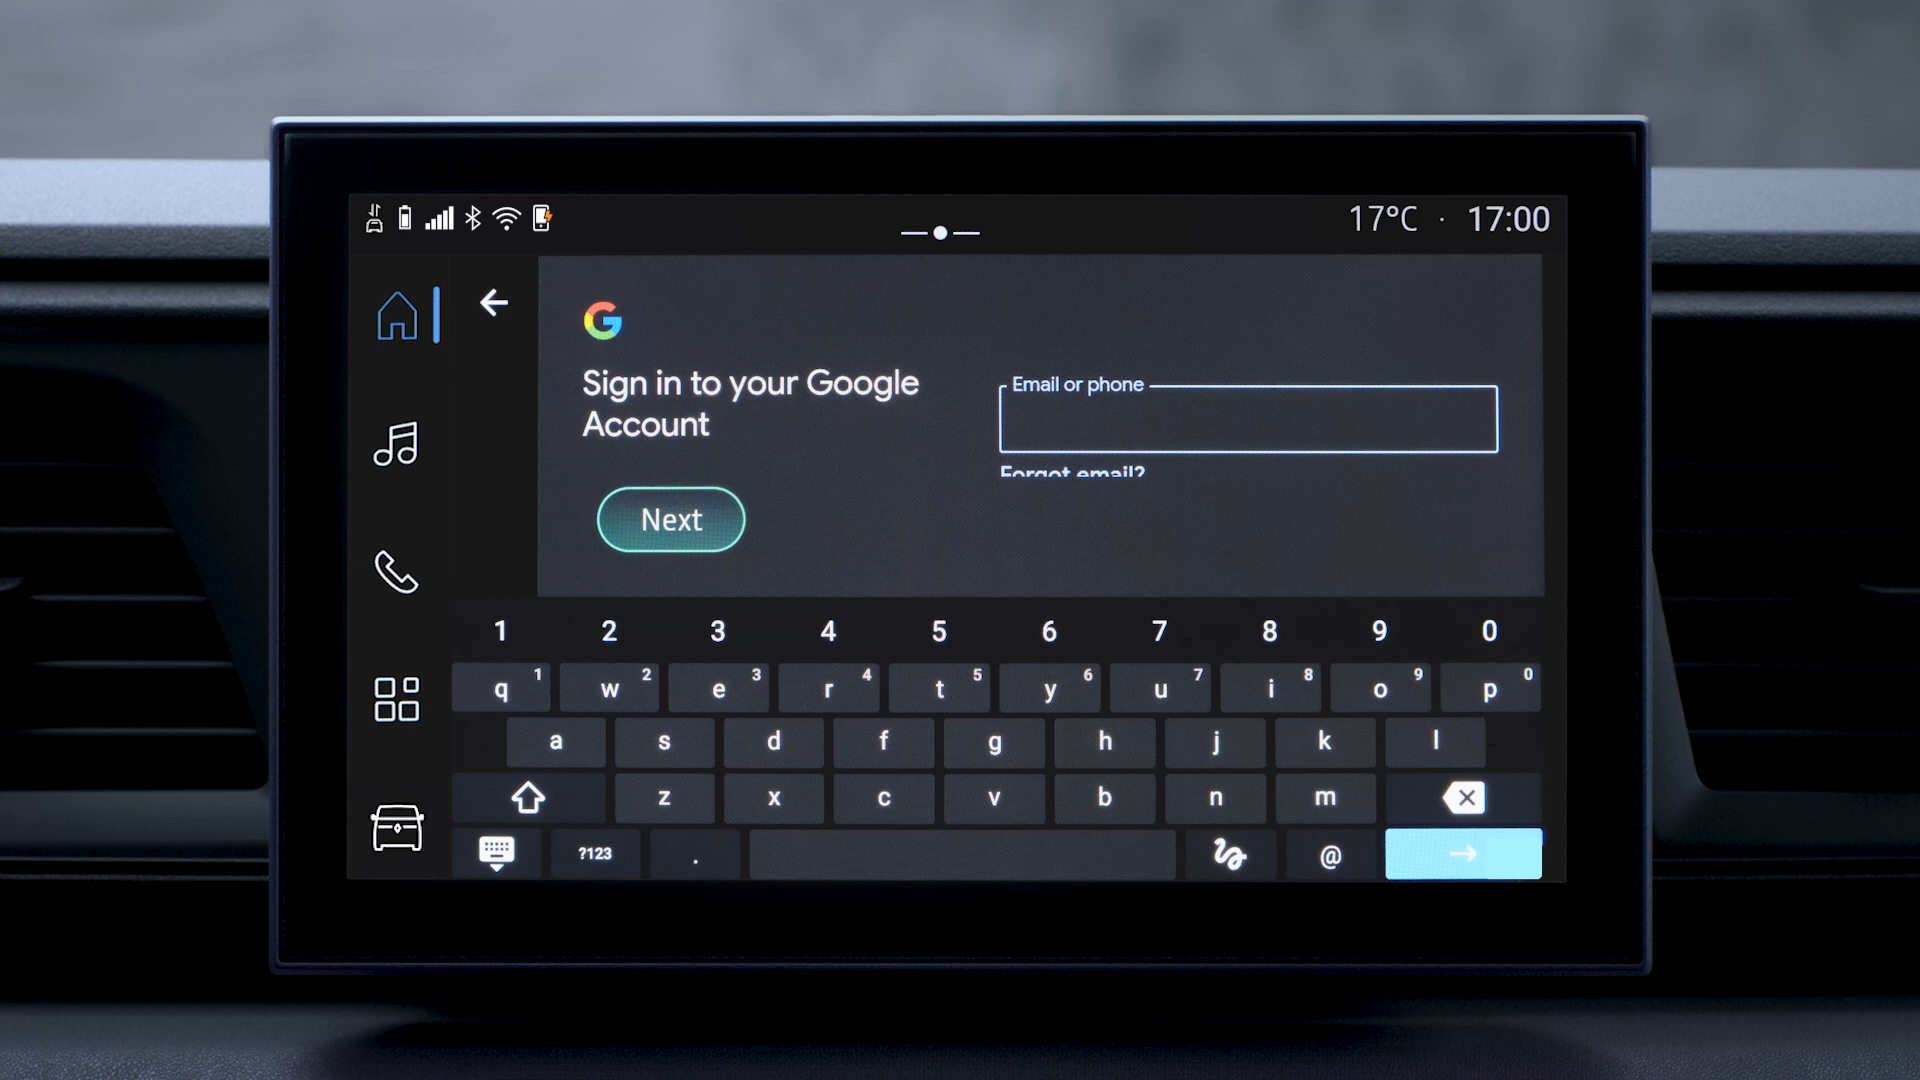 17°C · 17:00
Sign in to your Google
Account
Email or phone
Forgot email?
Next
1 2 3 4 5 6 7 8 9 0
q 1 w 2 e 3 r 4 t 5 y 6 u 7 i 8 o 9 p 0
a s d f g h j k l
z x c v b n m
?123 . @